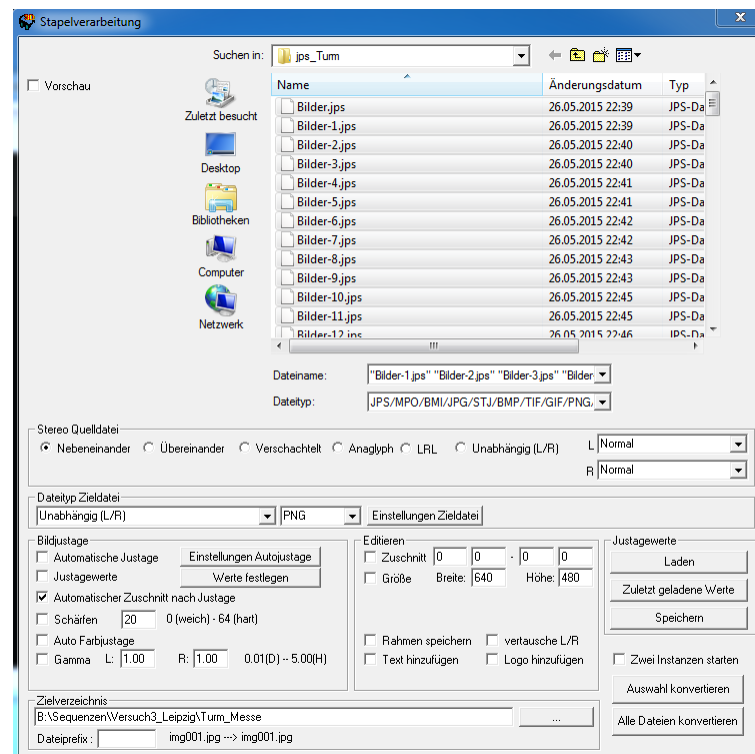 Stapelverarbeitung
Suchen in: jps_Turm
Vorschau
Zuletzt besucht
Desktop
Bibliotheken
Computer
Netzwerk
Name Änderungsdatum Typ
Bilder.jps 26.05.2015 22:39 JPS-Da
Bilder-1.jps 26.05.2015 22:39 JPS-Da
Bilder-2.jps 26.05.2015 22:40 JPS-Da
Bilder-3.jps 26.05.2015 22:40 JPS-Da
Bilder-4.jps 26.05.2015 22:41 JPS-Da
Bilder-5.jps 26.05.2015 22:41 JPS-Da
Bilder-6.jps 26.05.2015 22:42 JPS-Da
Bilder-7.jps 26.05.2015 22:42 JPS-Da
Bilder-8.jps 26.05.2015 22:43 JPS-Da
Bilder-9.jps 26.05.2015 22:43 JPS-Da
Bilder-10.jps 26.05.2015 22:45 JPS-Da
Bilder-11.jps 26.05.2015 22:45 JPS-Da
Bilder-12.jps 26.05.2015 22:46 JPS-Da
Dateiname: "Bilder-1.jps" "Bilder-2.jps" "Bilder-3.jps" "Bilder-
Dateityp: JPS/MPO/BMI/JPG/STJ/BMP/TIF/GIF/PNG/
Stereo Quelldatei
Nebeneinander Übereinander Verschachtelt Anaglyph LRL Unabhängig (L/R) L Normal
R Normal
Dateityp Zieldatei
Unabhängig (L/R) PNG Einstellungen Zieldatei
Bildjustage
Automatische Justage Einstellungen Autojustage
Justagewerte Werte festlegen
Automatischer Zuschnitt nach Justage
Schärfen 20 0 (weich) - 64 (hart)
Auto Farbjustage
Gamma L: 1.00 R: 1.00 0.01(D) -- 5.00(H)
Editieren
Zuschnitt 0 0 - 0 0
Größe Breite: 640 Höhe: 480
Rahmen speichern vertausche L/R
Text hinzufügen Logo hinzufügen
Justagewerte
Laden
Zuletzt geladene Werte
Speichern
Zwei Instanzen starten
Auswahl konvertieren
Alle Dateien konvertieren
Zielverzeichnis
B:\Sequenzen\Versuch3_Leipzig\Turm_Messe ...
Dateiprefix : img001.jpg ---> img001.jpg